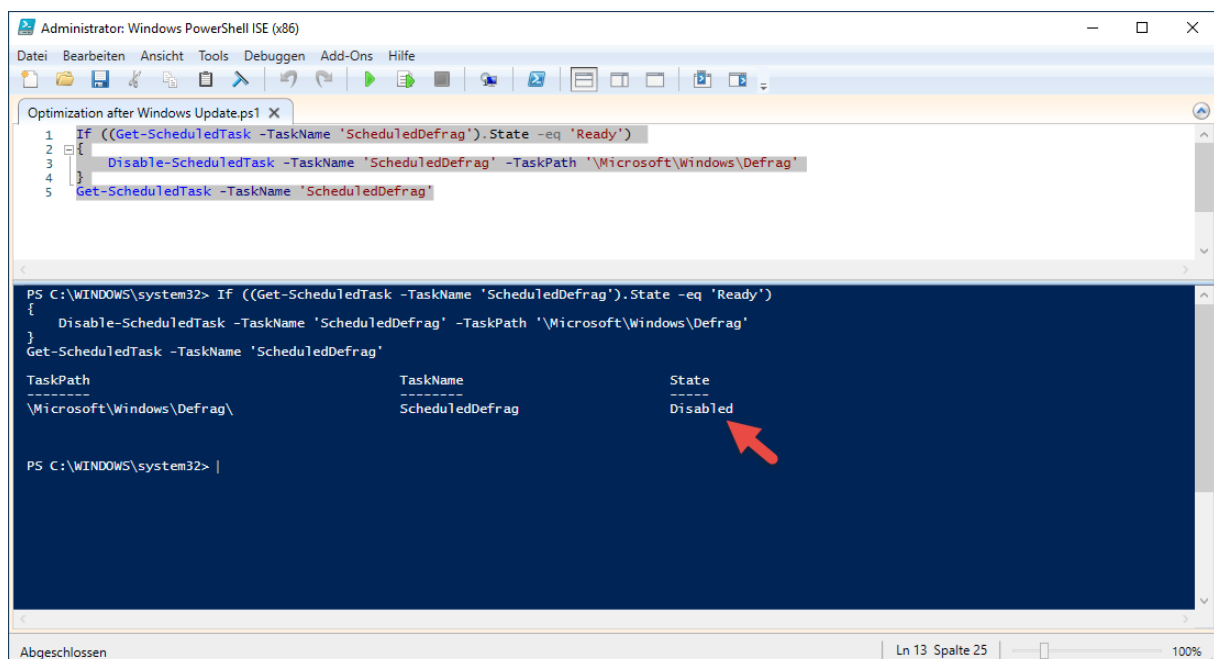 Administrator: Windows PowerShell ISE (x86)
Datei Bearbeiten Ansicht Tools Debuggen Add-Ons Hilfe
Optimization after Windows Update.ps1
1 If ((Get-ScheduledTask -TaskName 'ScheduledDefrag').State -eq 'Ready')
2 {
3 Disable-ScheduledTask -TaskName 'ScheduledDefrag' -TaskPath '\Microsoft\Windows\Defrag'
4 }
5 Get-ScheduledTask -TaskName 'ScheduledDefrag'
PS C:\WINDOWS\system32> If ((Get-ScheduledTask -TaskName 'ScheduledDefrag').State -eq 'Ready')
{
Disable-ScheduledTask -TaskName 'ScheduledDefrag' -TaskPath '\Microsoft\Windows\Defrag'
}
Get-ScheduledTask -TaskName 'ScheduledDefrag'
TaskPath TaskName State
-------- -------- -----
\Microsoft\Windows\Defrag\ ScheduledDefrag Disabled
PS C:\WINDOWS\system32>
Abgeschlossen Ln 13 Spalte 25 100%